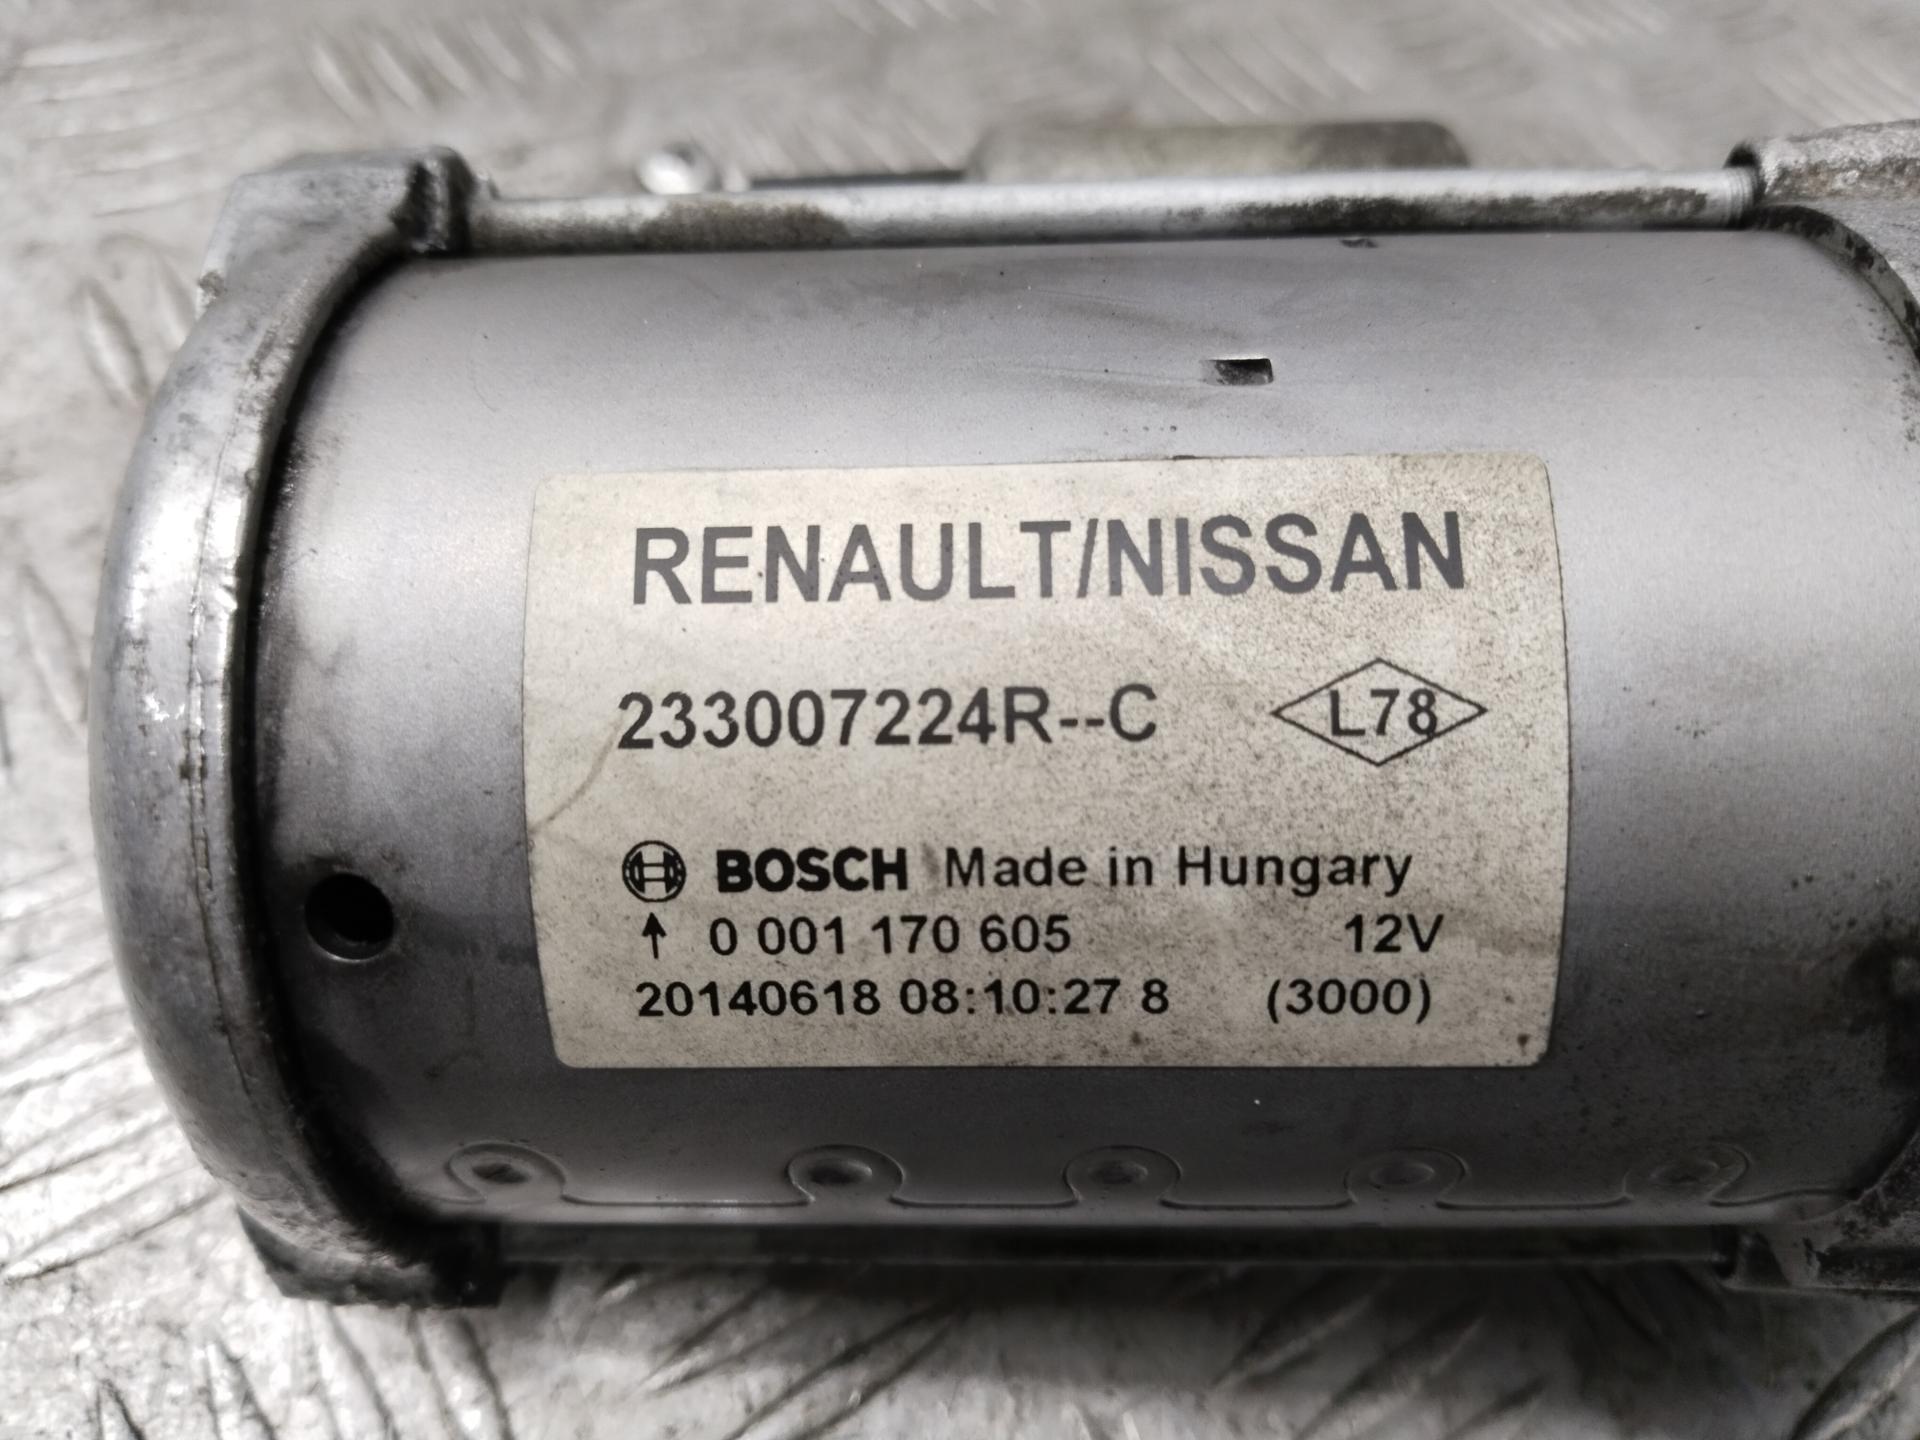 RENAULT/NISSAN
233007224R--C L78
BOSCH Made in Hungary
↑ 0 001 170 605 12V
20140618 08:10:27 8 (3000)